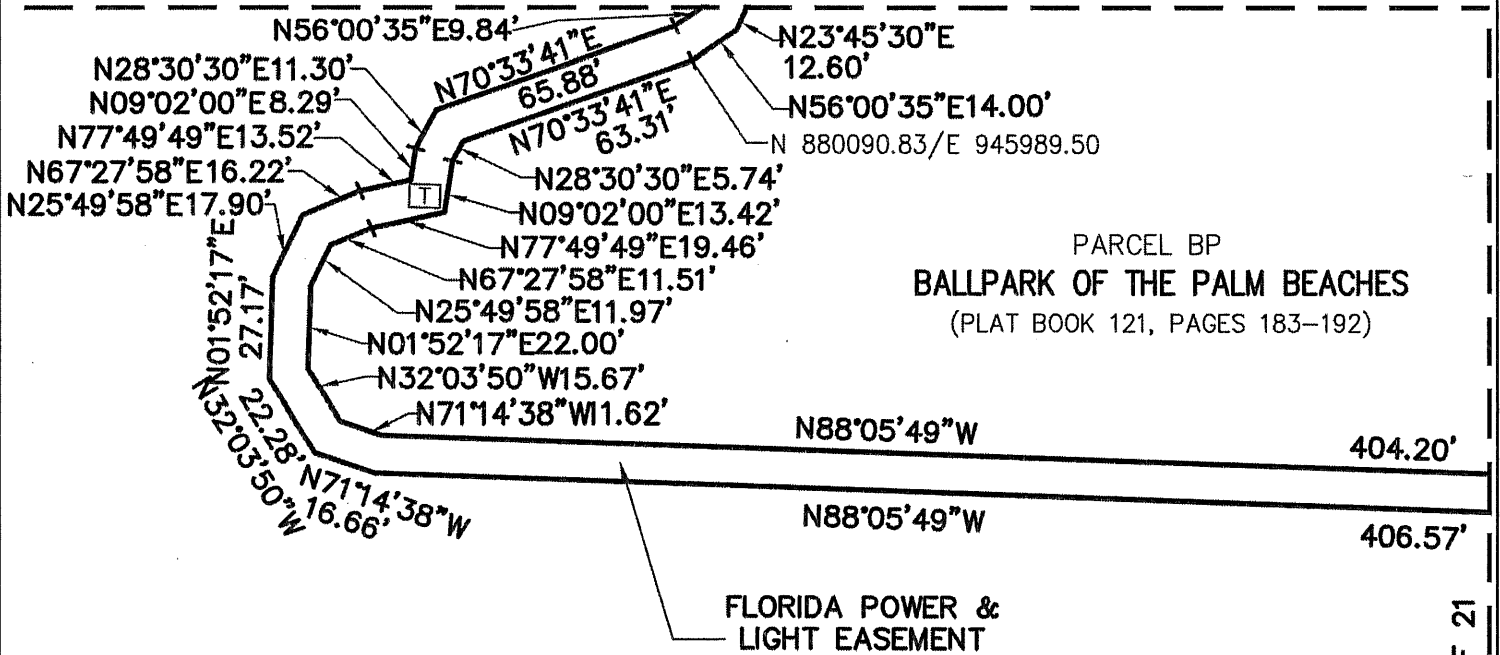 N56°00'35"E9.84'
N23°45'30"E
12.60'
N28°30'30"E11.30'
N70°33'41"E
65.88'
N09°02'00"E8.29'
N56°00'35"E14.00'
N70°33'41"E
63.31'
N77°49'49"E13.52'
N 880090.83/E 945989.50
N67°27'58"E16.22'
N28°30'30"E5.74'
T
N25°49'58"E17.90'
N09°02'00"E13.42'
N77°49'49"E19.46'
PARCEL BP
N67°27'58"E11.51'
BALLPARK OF THE PALM BEACHES
N25°49'58"E11.97'
(PLAT BOOK 121, PAGES 183-192)
N01°52'17"E
27.17'
N01°52'17"E22.00'
N32°03'50"W15.67'
N71°14'38"W11.62'
22.28'
N32°03'50"W
N71°14'38"W
16.66'
N88°05'49"W
404.20'
N88°05'49"W
406.57'
FLORIDA POWER &
LIGHT EASEMENT
21